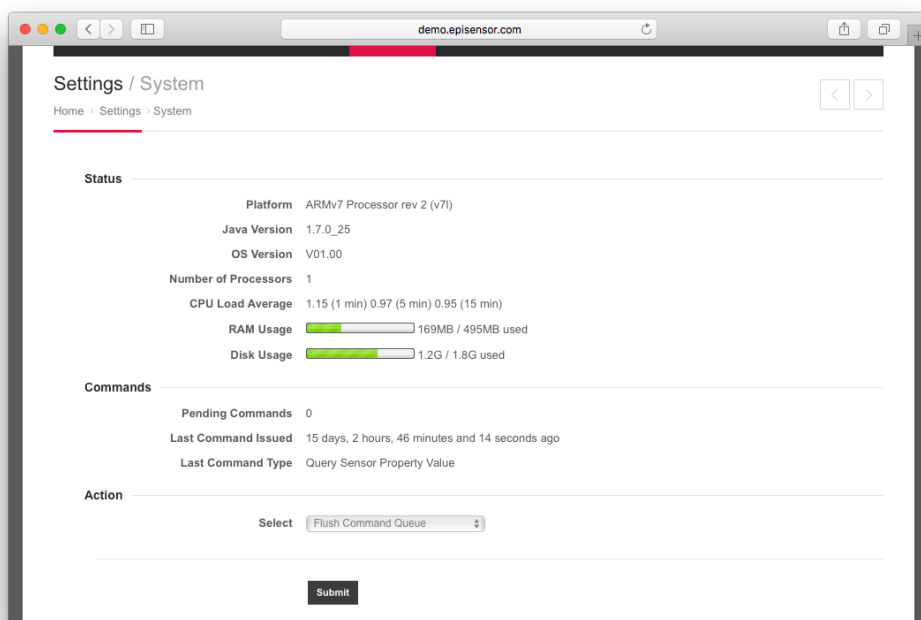 demo.episensor.com
Settings / System
Home > Settings > System
Status
Platform ARMv7 Processor rev 2 (v7l)
Java Version 1.7.0_25
OS Version V01.00
Number of Processors 1
CPU Load Average 1.15 (1 min) 0.97 (5 min) 0.95 (15 min)
RAM Usage 169MB / 495MB used
Disk Usage 1.2G / 1.8G used
Commands
Pending Commands 0
Last Command Issued 15 days, 2 hours, 46 minutes and 14 seconds ago
Last Command Type Query Sensor Property Value
Action
Select Flush Command Queue
Submit